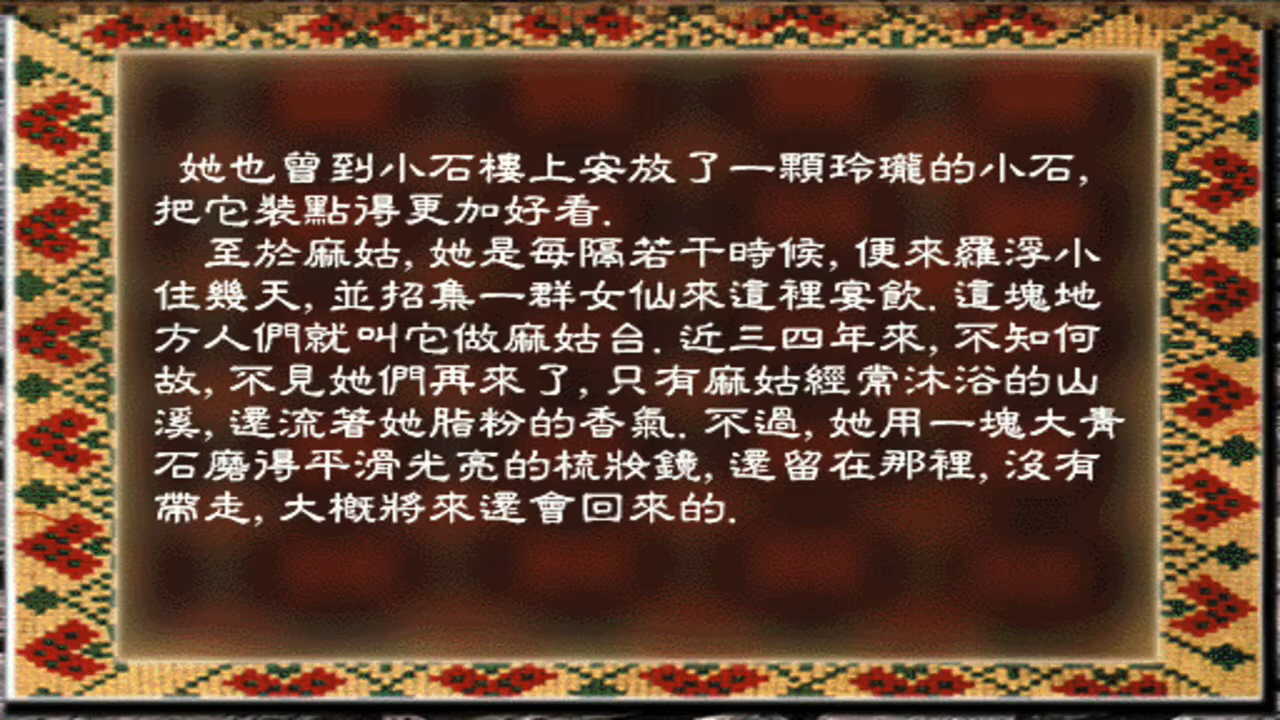 她也曾到小石樓上安放了一顆玲瓏的小石,
把它裝點得更加好看.
至於麻姑, 她是每隔若干時候, 便來羅浮小
住幾天, 並招集一群女仙來這裡宴飲. 這塊地
方人們就叫它做麻姑台. 近三四年來, 不知何
故, 不見她們再來了, 只有麻姑經常沐浴的山
溪, 還流著她脂粉的香氣. 不過, 她用一塊大青
石磨得平滑光亮的梳妝鏡, 還留在那裡, 沒有
帶走, 大概將來還會回來的.